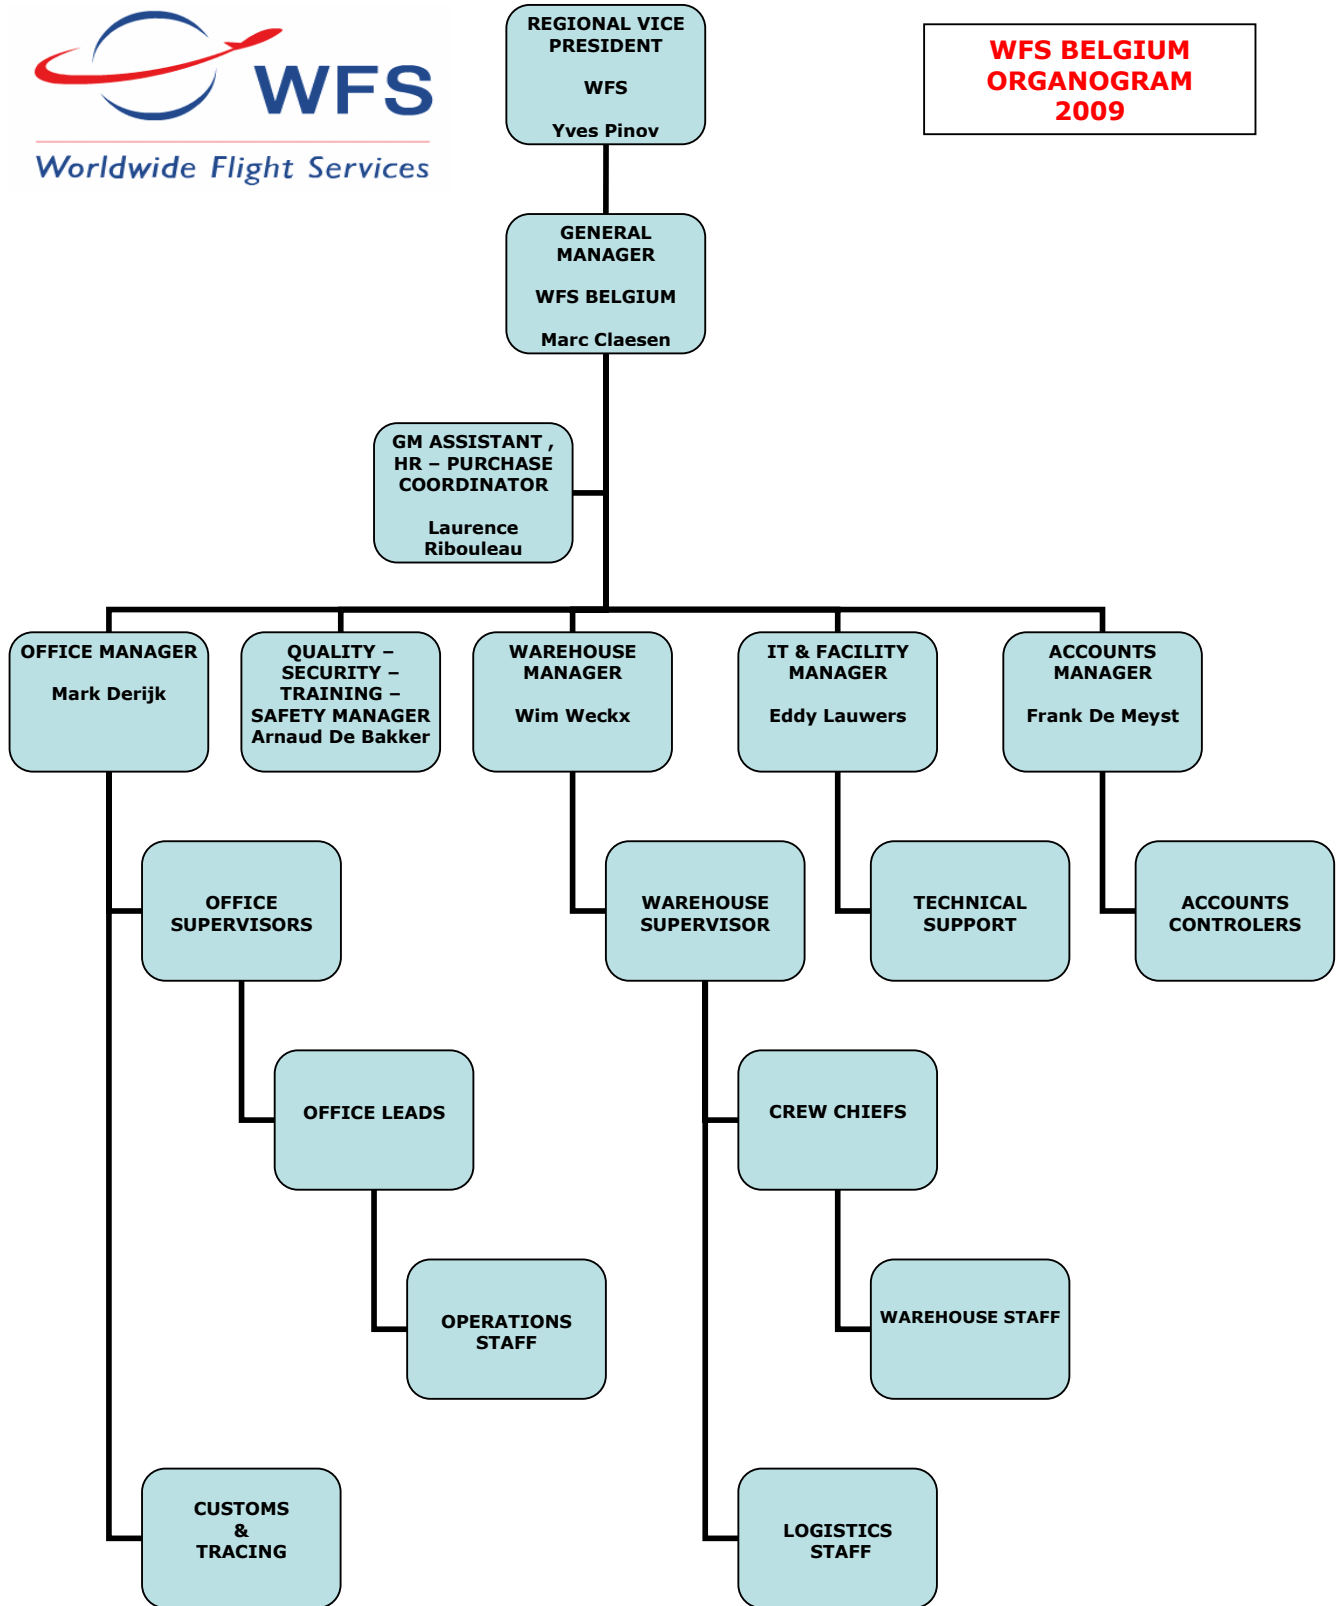 WFS
Worldwide Flight Services
REGIONAL VICE
PRESIDENT
WFS
Yves Pinov
WFS BELGIUM
ORGANOGRAM
2009
GENERAL
MANAGER
WFS BELGIUM
Marc Claesen
GM ASSISTANT ,
HR – PURCHASE
COORDINATOR
Laurence
Ribouleau
OFFICE MANAGER
Mark Derijk
QUALITY –
SECURITY –
TRAINING –
SAFETY MANAGER
Arnaud De Bakker
WAREHOUSE
MANAGER
Wim Weckx
IT & FACILITY
MANAGER
Eddy Lauwers
ACCOUNTS
MANAGER
Frank De Meyst
OFFICE
SUPERVISORS
WAREHOUSE
SUPERVISOR
TECHNICAL
SUPPORT
ACCOUNTS
CONTROLERS
OFFICE LEADS
CREW CHIEFS
OPERATIONS
STAFF
WAREHOUSE STAFF
CUSTOMS
&
TRACING
LOGISTICS
STAFF